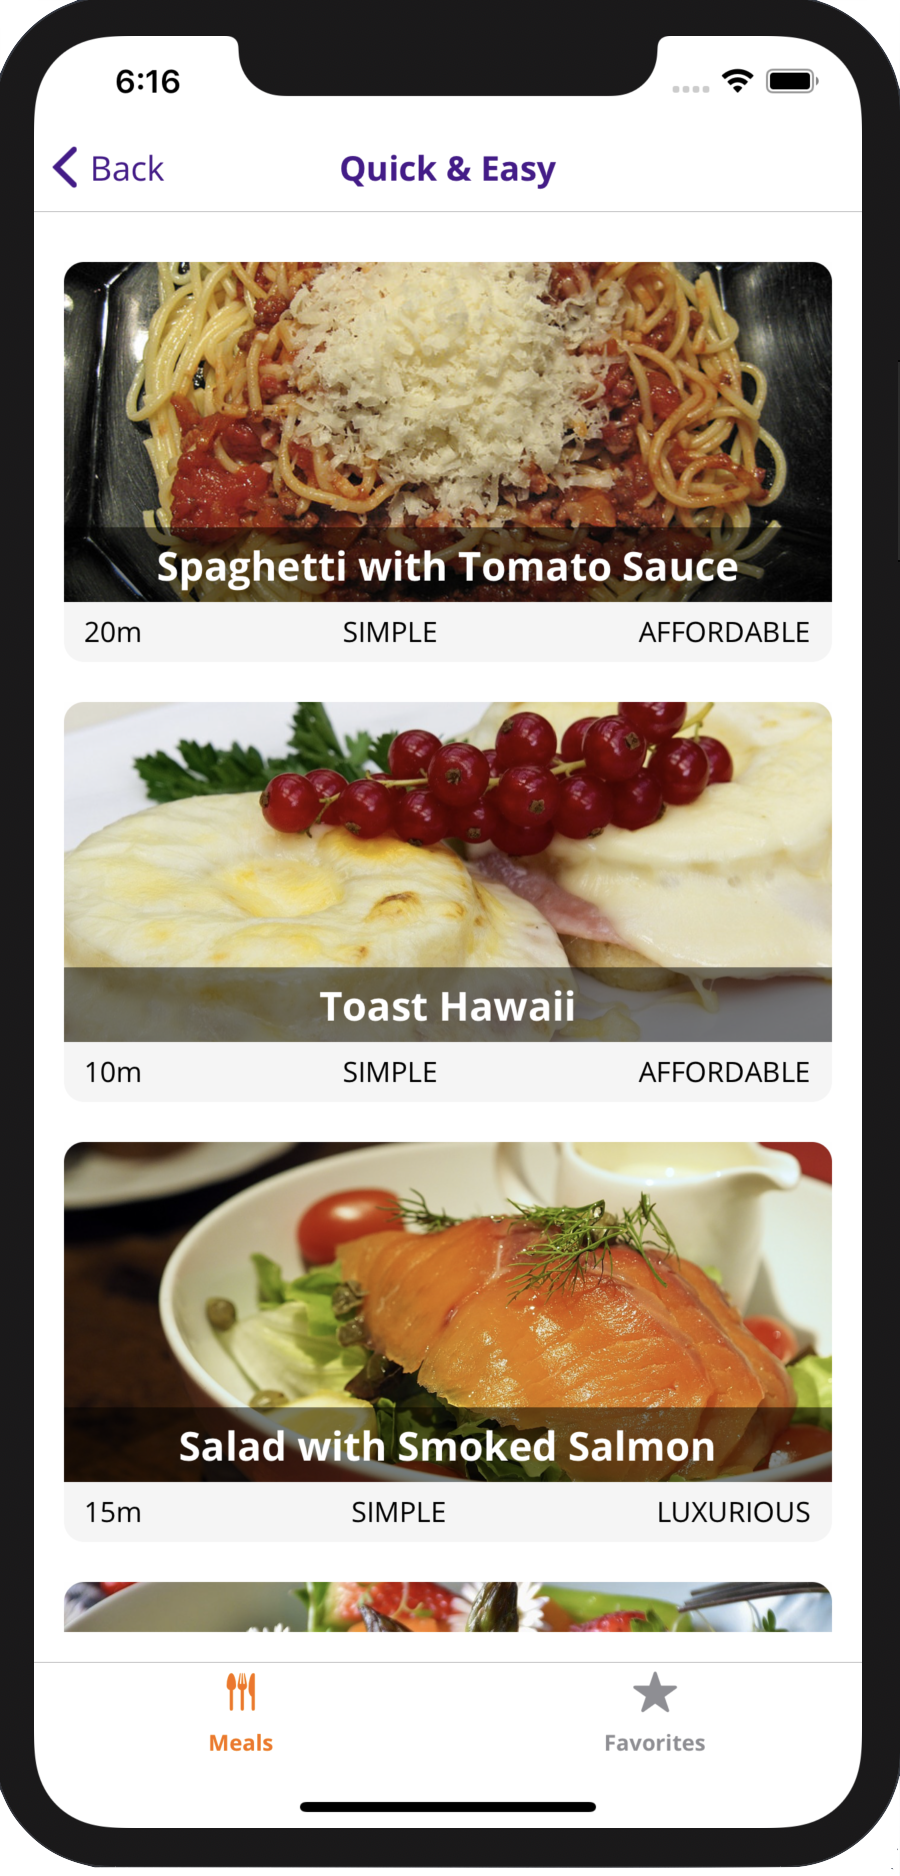 6:16
Back
Quick & Easy
Spaghetti with Tomato Sauce
20m SIMPLE AFFORDABLE
Toast Hawaii
10m SIMPLE AFFORDABLE
Salad with Smoked Salmon
15m SIMPLE LUXURIOUS
Meals
Favorites